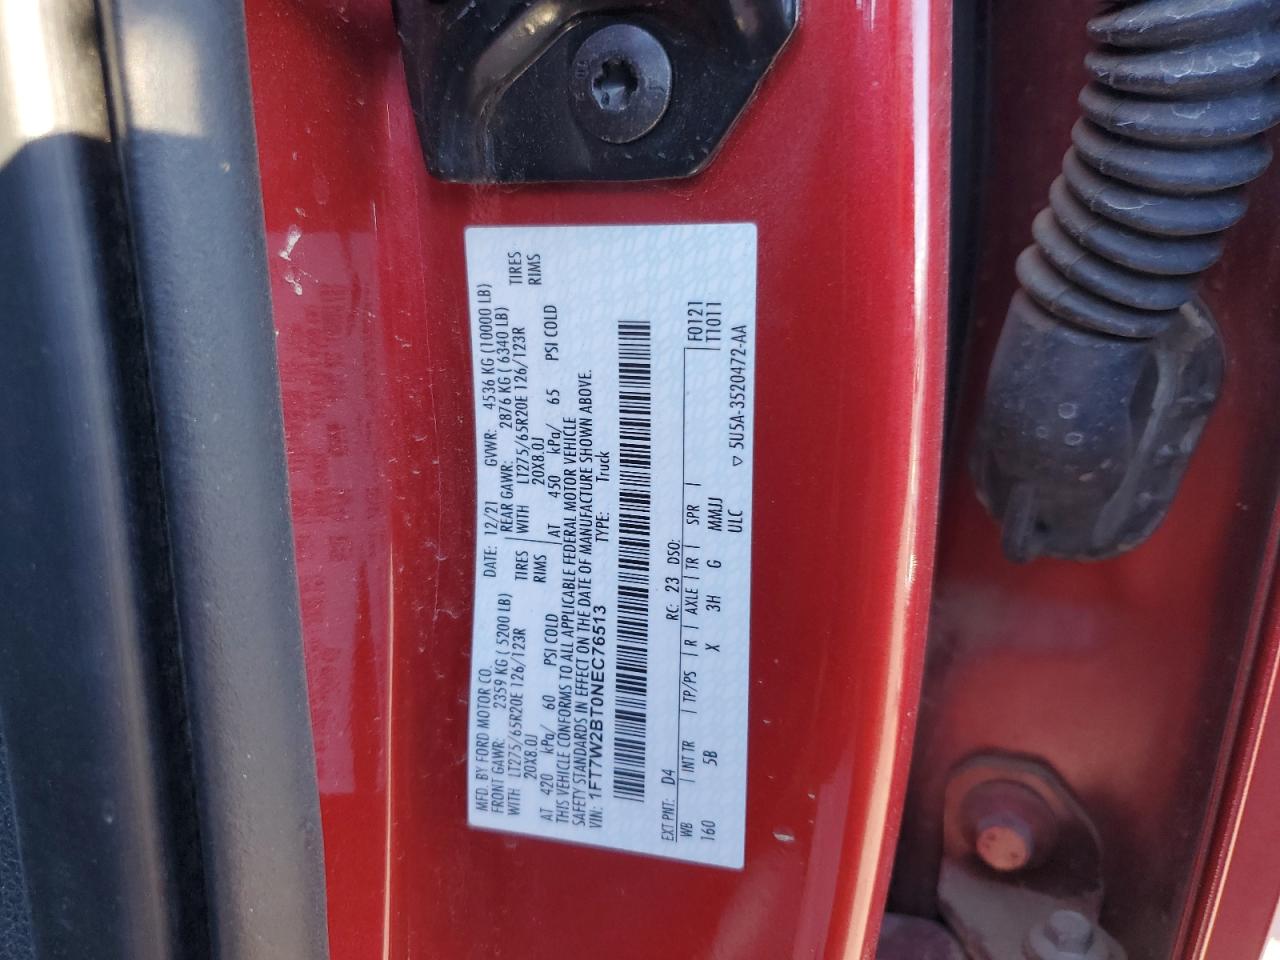 MFD. BY FORD MOTOR CO.
DATE: 12/21 GVWR: 4536 KG (10000 LB)
FRONT GAWR: 2359 KG ( 5200 LB) REAR GAWR: 2876 KG ( 6340 LB)
WITH LT275/65R20E 126/123R TIRES WITH LT275/65R20E 126/123R TIRES
20X8.0J RIMS 20X8.0J RIMS
AT 420 kPa/ 60 PSI COLD AT 450 kPa/ 65 PSI COLD
THIS VEHICLE CONFORMS TO ALL APPLICABLE FEDERAL MOTOR VEHICLE
SAFETY STANDARDS IN EFFECT ON THE DATE OF MANUFACTURE SHOWN ABOVE.
VIN: 1FT7W2BT0NEC76513 TYPE: Truck
EXT PNT: D4 RC: 23 DSO: F0121
WB | INT TR | TP/PS | R | AXLE | TR | SPR | T1011
160 5B X 3H G MMJJ
ULC ▽ 5U5A-3520472-AA